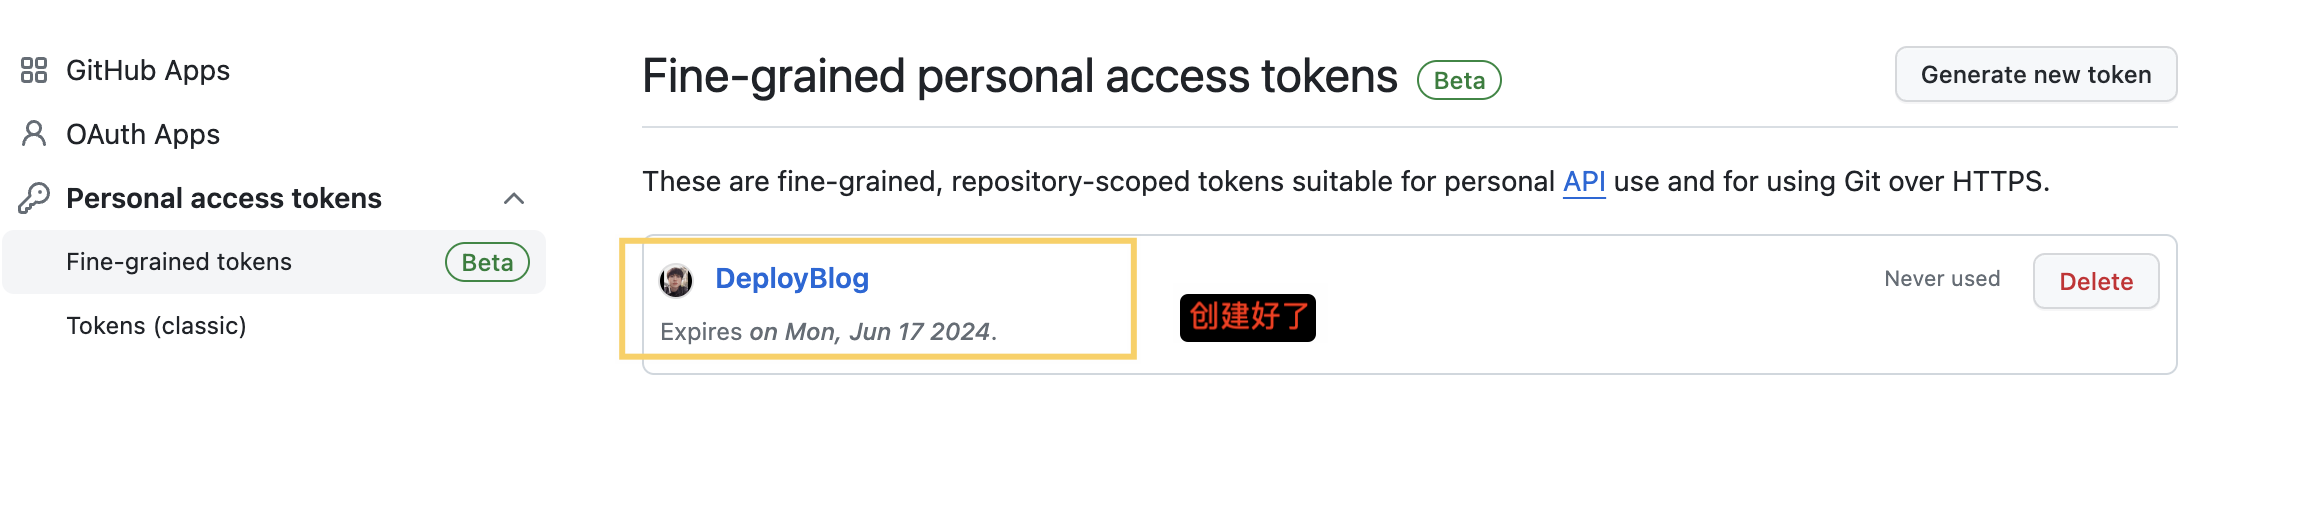 GitHub Apps
OAuth Apps
Personal access tokens
Fine-grained tokens Beta
Tokens (classic)
Fine-grained personal access tokens Beta
Generate new token
These are fine-grained, repository-scoped tokens suitable for personal API use and for using Git over HTTPS.
DeployBlog
Expires on Mon, Jun 17 2024.
创建好了
Never used
Delete